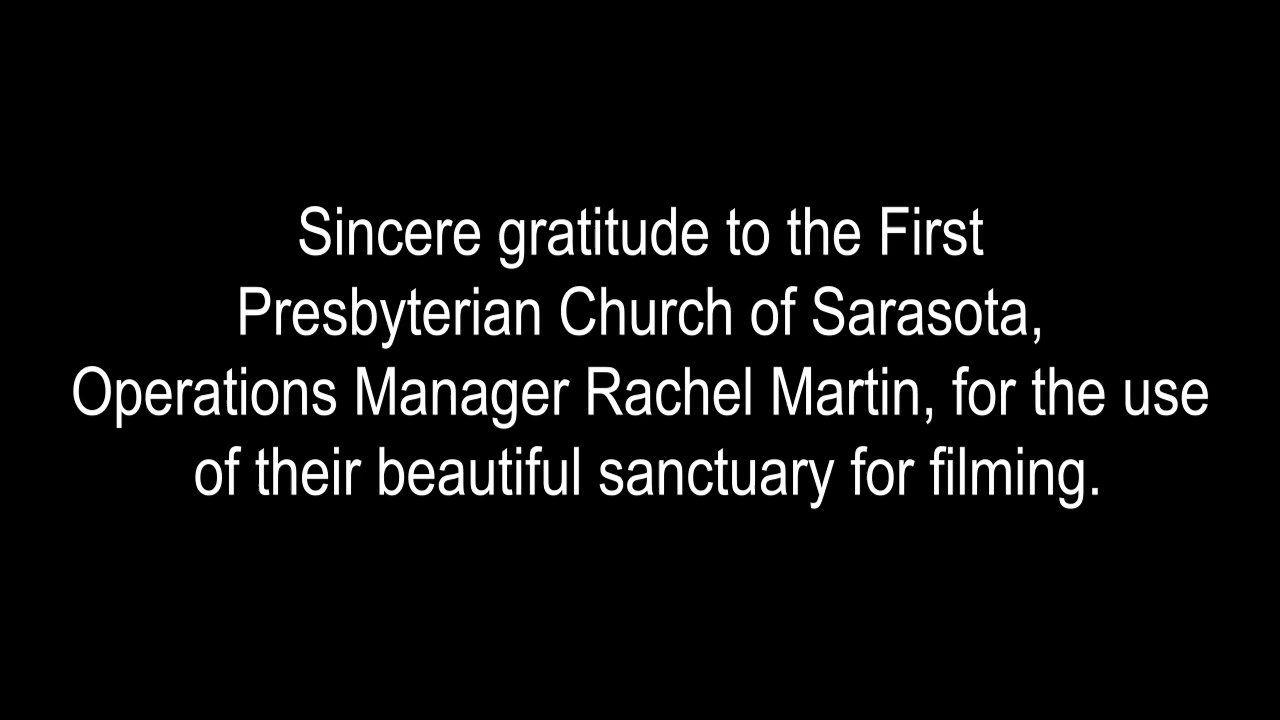 Sincere gratitude to the First
Presbyterian Church of Sarasota,
Operations Manager Rachel Martin, for the use
of their beautiful sanctuary for filming.